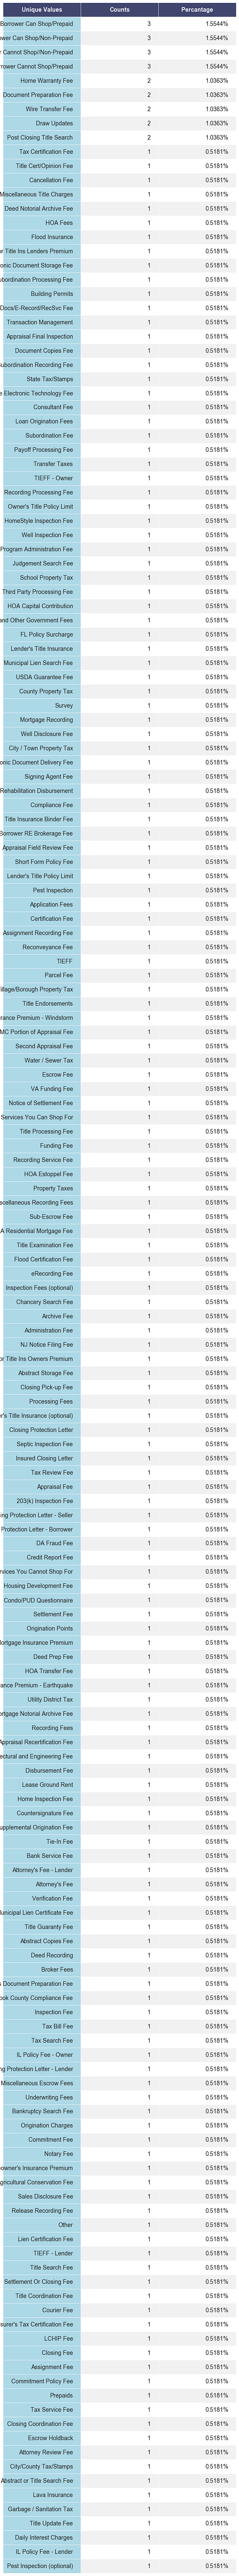 Unique Values Counts Percentage
Borrower Can Shop/Prepaid 3 1.5544%
ower Can Shop/Non-Prepaid 3 1.5544%
r Cannot Shop/Non-Prepaid 3 1.5544%
rrower Cannot Shop/Prepaid 3 1.5544%
Home Warranty Fee 2 1.0363%
Document Preparation Fee 2 1.0363%
Wire Transfer Fee 2 1.0363%
Draw Updates 2 1.0363%
Post Closing Title Search 2 1.0363%
Tax Certification Fee 1 0.5181%
Title Cert/Opinion Fee 1 0.5181%
Cancellation Fee 1 0.5181%
Miscellaneous Title Charges 1 0.5181%
Deed Notorial Archive Fee 1 0.5181%
HOA Fees 1 0.5181%
Flood Insurance 1 0.5181%
or Title Ins Lenders Premium 1 0.5181%
onic Document Storage Fee 1 0.5181%
ubordination Processing Fee 1 0.5181%
Building Permits 1 0.5181%
Docs/E-Record/RecSvc Fee 1 0.5181%
Transaction Management 1 0.5181%
Appraisal Final Inspection 1 0.5181%
Document Copies Fee 1 0.5181%
Subordination Recording Fee 1 0.5181%
State Tax/Stamps 1 0.5181%
e Electronic Technology Fee 1 0.5181%
Consultant Fee 1 0.5181%
Loan Origination Fees 1 0.5181%
Subordination Fee 1 0.5181%
Payoff Processing Fee 1 0.5181%
Transfer Taxes 1 0.5181%
TIEFF - Owner 1 0.5181%
Recording Processing Fee 1 0.5181%
Owner's Title Policy Limit 1 0.5181%
HomeStyle Inspection Fee 1 0.5181%
Well Inspection Fee 1 0.5181%
Program Administration Fee 1 0.5181%
Judgement Search Fee 1 0.5181%
School Property Tax 1 0.5181%
Third Party Processing Fee 1 0.5181%
HOA Capital Contribution 1 0.5181%
and Other Government Fees 1 0.5181%
FL Policy Surcharge 1 0.5181%
Lender's Title Insurance 1 0.5181%
Municipal Lien Search Fee 1 0.5181%
USDA Guarantee Fee 1 0.5181%
County Property Tax 1 0.5181%
Survey 1 0.5181%
Mortgage Recording 1 0.5181%
Well Disclosure Fee 1 0.5181%
City / Town Property Tax 1 0.5181%
onic Document Delivery Fee 1 0.5181%
Signing Agent Fee 1 0.5181%
Rehabilitation Disbursement 1 0.5181%
Compliance Fee 1 0.5181%
Title Insurance Binder Fee 1 0.5181%
Borrower RE Brokerage Fee 1 0.5181%
Appraisal Field Review Fee 1 0.5181%
Short Form Policy Fee 1 0.5181%
Lender's Title Policy Limit 1 0.5181%
Pest Inspection 1 0.5181%
Application Fees 1 0.5181%
Certification Fee 1 0.5181%
Assignment Recording Fee 1 0.5181%
Reconveyance Fee 1 0.5181%
TIEFF 1 0.5181%
Parcel Fee 1 0.5181%
illage/Borough Property Tax 1 0.5181%
Title Endorsements 1 0.5181%
urance Premium - Windstorm 1 0.5181%
MC Portion of Appraisal Fee 1 0.5181%
Second Appraisal Fee 1 0.5181%
Water / Sewer Tax 1 0.5181%
Escrow Fee 1 0.5181%
VA Funding Fee 1 0.5181%
Notice of Settlement Fee 1 0.5181%
Services You Can Shop For 1 0.5181%
Title Processing Fee 1 0.5181%
Funding Fee 1 0.5181%
Recording Service Fee 1 0.5181%
HOA Estoppel Fee 1 0.5181%
Property Taxes 1 0.5181%
scellaneous Recording Fees 1 0.5181%
Sub-Escrow Fee 1 0.5181%
A Residential Mortgage Fee 1 0.5181%
Title Examination Fee 1 0.5181%
Flood Certification Fee 1 0.5181%
eRecording Fee 1 0.5181%
Inspection Fees (optional) 1 0.5181%
Chancery Search Fee 1 0.5181%
Archive Fee 1 0.5181%
Administration Fee 1 0.5181%
NJ Notice Filing Fee 1 0.5181%
or Title Ins Owners Premium 1 0.5181%
Abstract Storage Fee 1 0.5181%
Closing Pick-up Fee 1 0.5181%
Processing Fees 1 0.5181%
er's Title Insurance (optional) 1 0.5181%
Closing Protection Letter 1 0.5181%
Septic Inspection Fee 1 0.5181%
Insured Closing Letter 1 0.5181%
Tax Review Fee 1 0.5181%
Appraisal Fee 1 0.5181%
203(k) Inspection Fee 1 0.5181%
ing Protection Letter - Seller 1 0.5181%
Protection Letter - Borrower 1 0.5181%
DA Fraud Fee 1 0.5181%
Credit Report Fee 1 0.5181%
rvices You Cannot Shop For 1 0.5181%
Housing Development Fee 1 0.5181%
Condo/PUD Questionnaire 1 0.5181%
Settlement Fee 1 0.5181%
Origination Points 1 0.5181%
Mortgage Insurance Premium 1 0.5181%
Deed Prep Fee 1 0.5181%
HOA Transfer Fee 1 0.5181%
ance Premium - Earthquake 1 0.5181%
Utility District Tax 1 0.5181%
ortgage Notorial Archive Fee 1 0.5181%
Recording Fees 1 0.5181%
Appraisal Recertification Fee 1 0.5181%
ectural and Engineering Fee 1 0.5181%
Disbursement Fee 1 0.5181%
Lease Ground Rent 1 0.5181%
Home Inspection Fee 1 0.5181%
Countersignature Fee 1 0.5181%
upplemental Origination Fee 1 0.5181%
Tie-In Fee 1 0.5181%
Bank Service Fee 1 0.5181%
Attorney's Fee - Lender 1 0.5181%
Attorney's Fee 1 0.5181%
Verification Fee 1 0.5181%
unicipal Lien Certificate Fee 1 0.5181%
Title Guaranty Fee 1 0.5181%
Abstract Copies Fee 1 0.5181%
Deed Recording 1 0.5181%
Broker Fees 1 0.5181%
s Document Preparation Fee 1 0.5181%
ook County Compliance Fee 1 0.5181%
Inspection Fee 1 0.5181%
Tax Bill Fee 1 0.5181%
Tax Search Fee 1 0.5181%
IL Policy Fee - Owner 1 0.5181%
ng Protection Letter - Lender 1 0.5181%
Miscellaneous Escrow Fees 1 0.5181%
Underwriting Fees 1 0.5181%
Bankruptcy Search Fee 1 0.5181%
Origination Charges 1 0.5181%
Commitment Fee 1 0.5181%
Notary Fee 1 0.5181%
eowner's Insurance Premium 1 0.5181%
gricultural Conservation Fee 1 0.5181%
Sales Disclosure Fee 1 0.5181%
Release Recording Fee 1 0.5181%
Other 1 0.5181%
Lien Certification Fee 1 0.5181%
TIEFF - Lender 1 0.5181%
Title Search Fee 1 0.5181%
Settlement Or Closing Fee 1 0.5181%
Title Coordination Fee 1 0.5181%
Courier Fee 1 0.5181%
surer's Tax Certification Fee 1 0.5181%
LCHIP Fee 1 0.5181%
Closing Fee 1 0.5181%
Assignment Fee 1 0.5181%
Commitment Policy Fee 1 0.5181%
Prepaids 1 0.5181%
Tax Service Fee 1 0.5181%
Closing Coordination Fee 1 0.5181%
Escrow Holdback 1 0.5181%
Attorney Review Fee 1 0.5181%
City/County Tax/Stamps 1 0.5181%
Abstract or Title Search Fee 1 0.5181%
Lava Insurance 1 0.5181%
Garbage / Sanitation Tax 1 0.5181%
Title Update Fee 1 0.5181%
Daily Interest Charges 1 0.5181%
IL Policy Fee - Lender 1 0.5181%
Pest Inspection (optional) 1 0.5181%